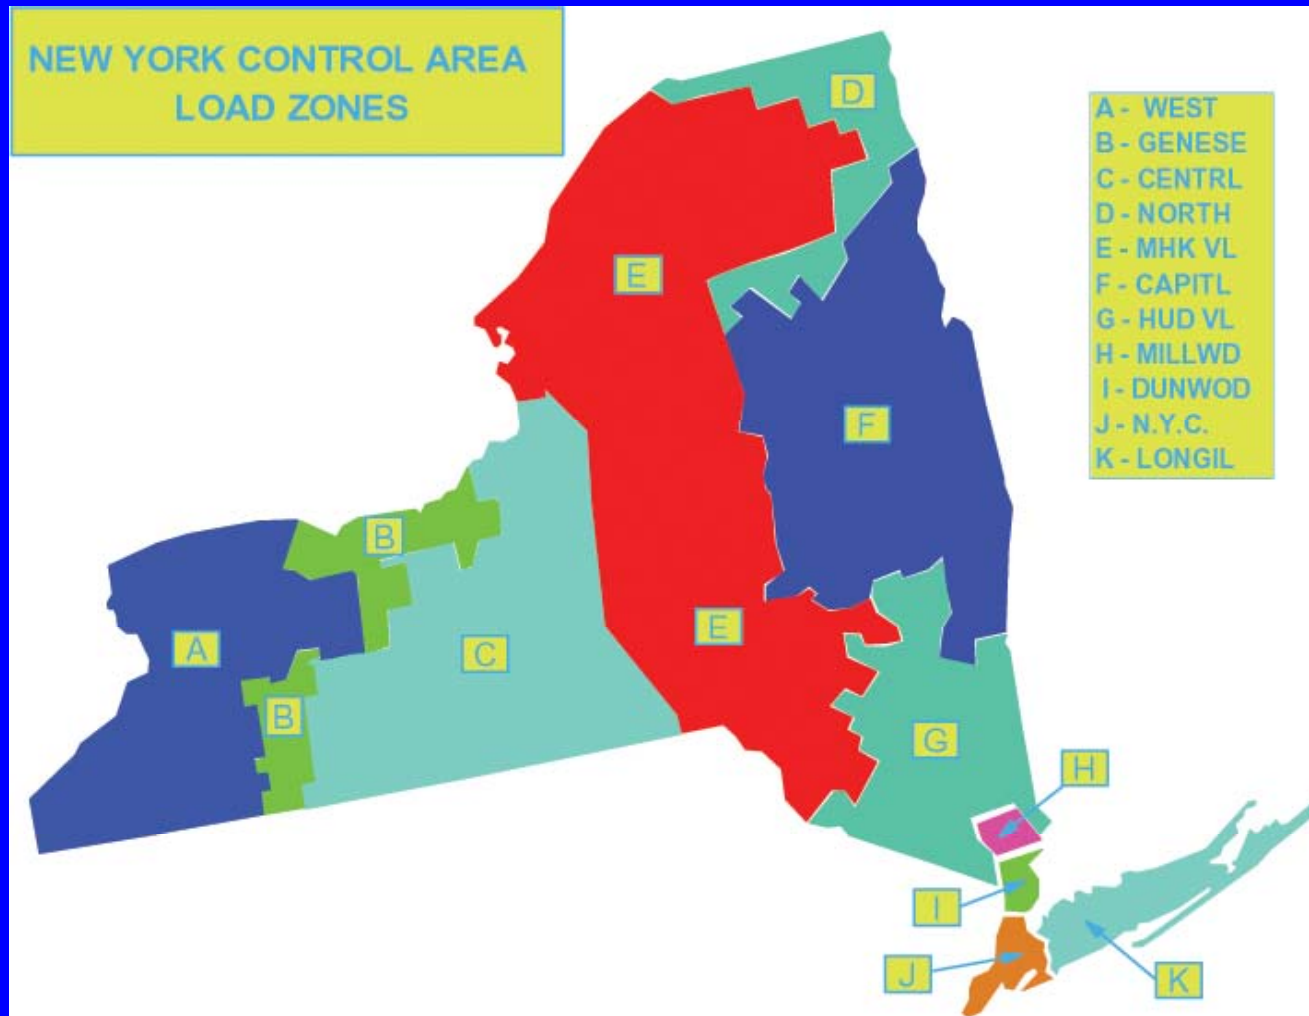 NEW YORK CONTROL AREA
LOAD ZONES
A - WEST
B - GENESE
C - CENTRL
D - NORTH
E - MHK VL
F - CAPITL
G - HUD VL
H - MILLWD
I - DUNWOD
J - N.Y.C.
K - LONGIL
D
E
F
B
E
A
C
B
G
H
I
J
K